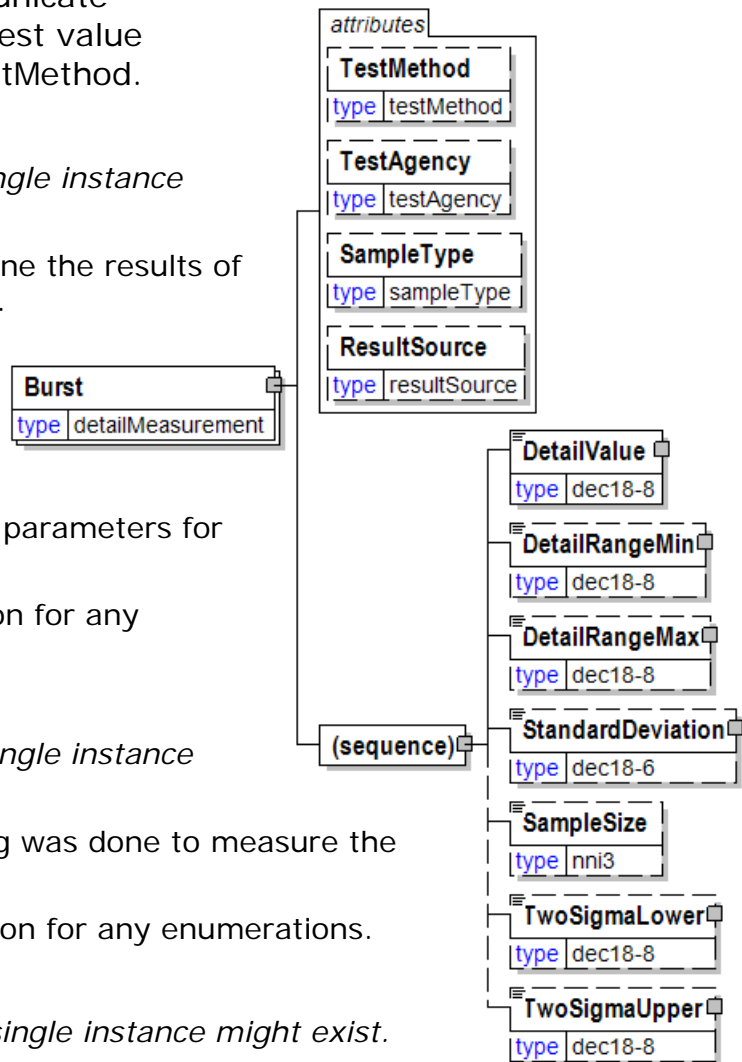 est value
tMethod.
ngle instance
ne the results of
parameters for
on for any
ngle instance
g was done to measure the
on for any enumerations.
single instance might exist.
Burst
type detailMeasurement
attributes
TestMethod
type testMethod
TestAgency
type testAgency
SampleType
type sampleType
ResultSource
type resultSource
(sequence)
DetailValue
type dec18-8
DetailRangeMin
type dec18-8
DetailRangeMax
type dec18-8
StandardDeviation
type dec18-6
SampleSize
type nni3
TwoSigmaLower
type dec18-8
TwoSigmaUpper
type dec18-8